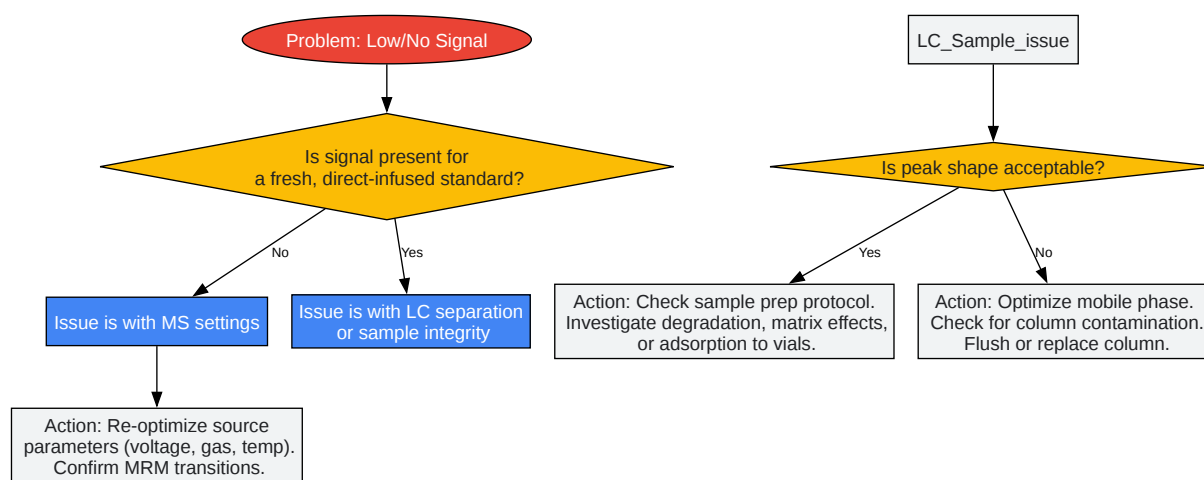 Problem: Low/No Signal
Is signal present for
a fresh, direct-infused standard?
No
Yes
Issue is with MS settings
Issue is with LC separation
or sample integrity
Action: Re-optimize source
parameters (voltage, gas, temp).
Confirm MRM transitions.
LC_Sample_issue
Is peak shape acceptable?
Yes
No
Action: Check sample prep protocol.
Investigate degradation, matrix effects,
or adsorption to vials.
Action: Optimize mobile phase.
Check for column contamination.
Flush or replace column.